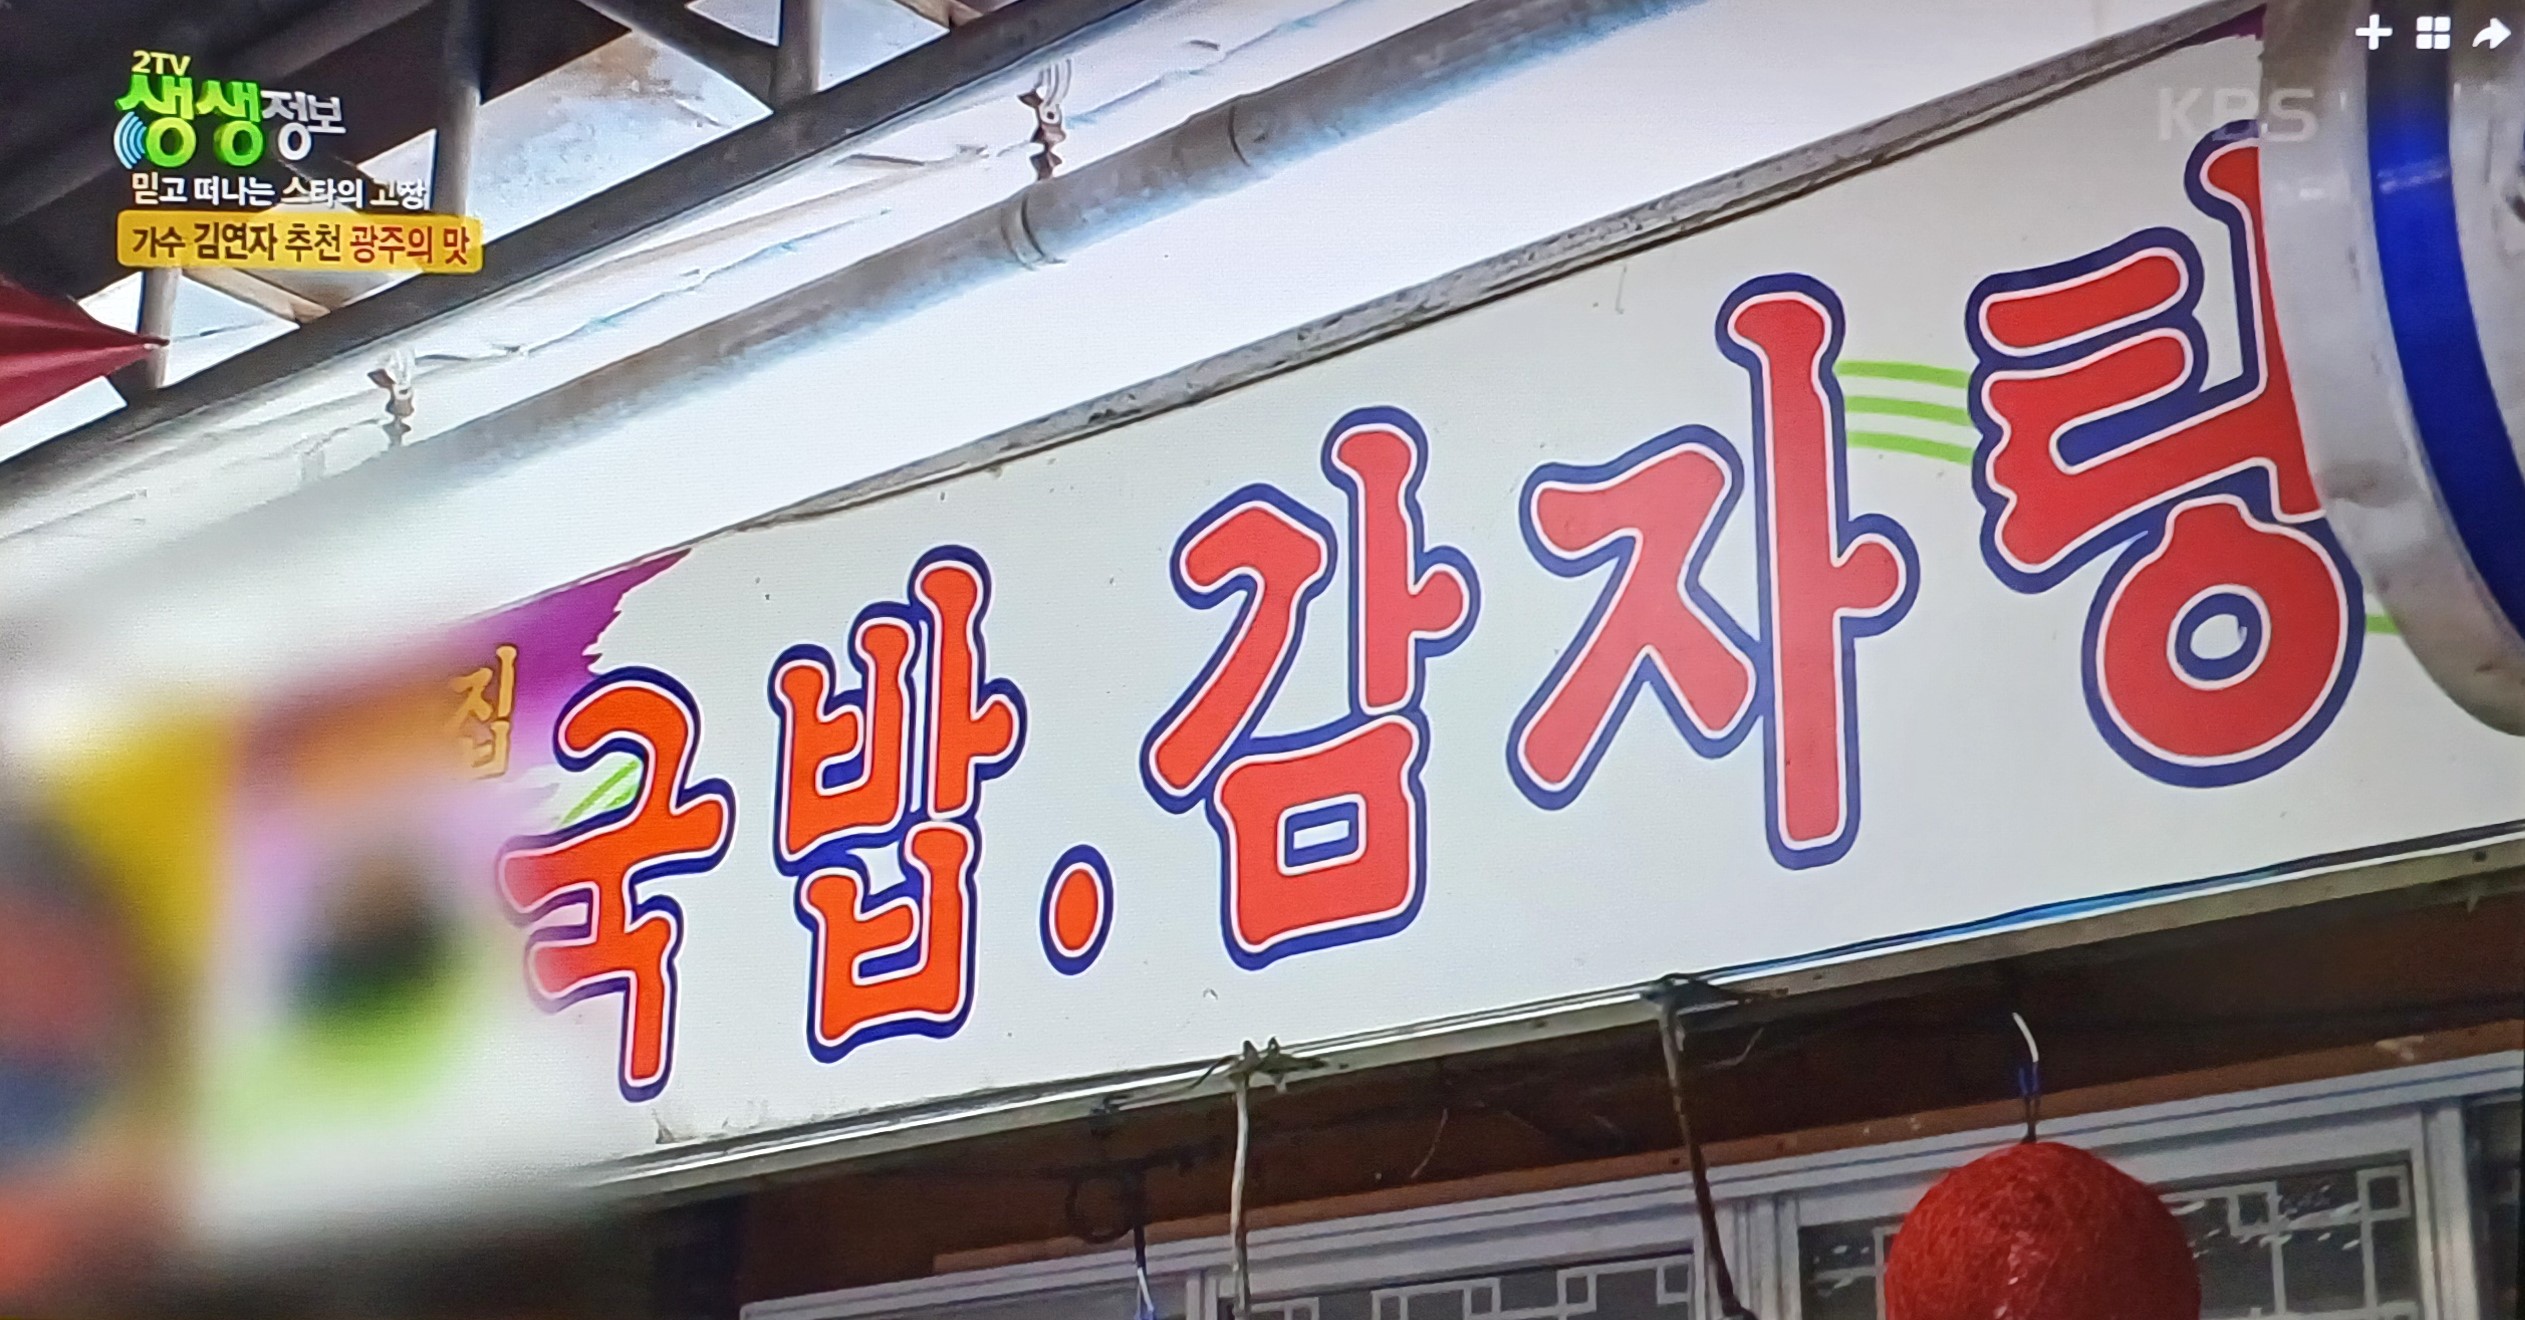 2TV
생생정보
믿고 떠나는 스타의 고장
가수 김연자 추천 광주의 맛
KBS
집
국밥.감자탕